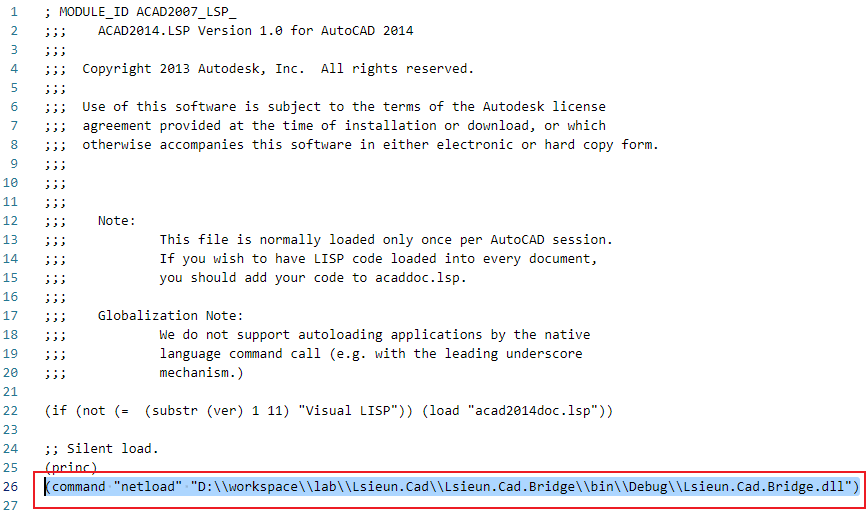 1 ; MODULE_ID ACAD2007_LSP_
2 ;;;    ACAD2014.LSP Version 1.0 for AutoCAD 2014
3 ;;;
4 ;;;  Copyright 2013 Autodesk, Inc.  All rights reserved.
5 ;;;
6 ;;;  Use of this software is subject to the terms of the Autodesk license
7 ;;;  agreement provided at the time of installation or download, or which
8 ;;;  otherwise accompanies this software in either electronic or hard copy form.
9 ;;;
10 ;;;
11 ;;;
12 ;;;    Note:
13 ;;;            This file is normally loaded only once per AutoCAD session.
14 ;;;            If you wish to have LISP code loaded into every document,
15 ;;;            you should add your code to acaddoc.lsp.
16 ;;;
17 ;;;    Globalization Note:
18 ;;;            We do not support autoloading applications by the native
19 ;;;            language command call (e.g. with the leading underscore
20 ;;;            mechanism.)
21
22 (if (not (=  (substr (ver) 1 11) "Visual LISP")) (load "acad2014doc.lsp"))
23
24 ;; Silent load.
25 (princ)
26 (command "netload" "D:\\workspace\\lab\\Lsieun.Cad\\Lsieun.Cad.Bridge\\bin\\Debug\\Lsieun.Cad.Bridge.dll")
27